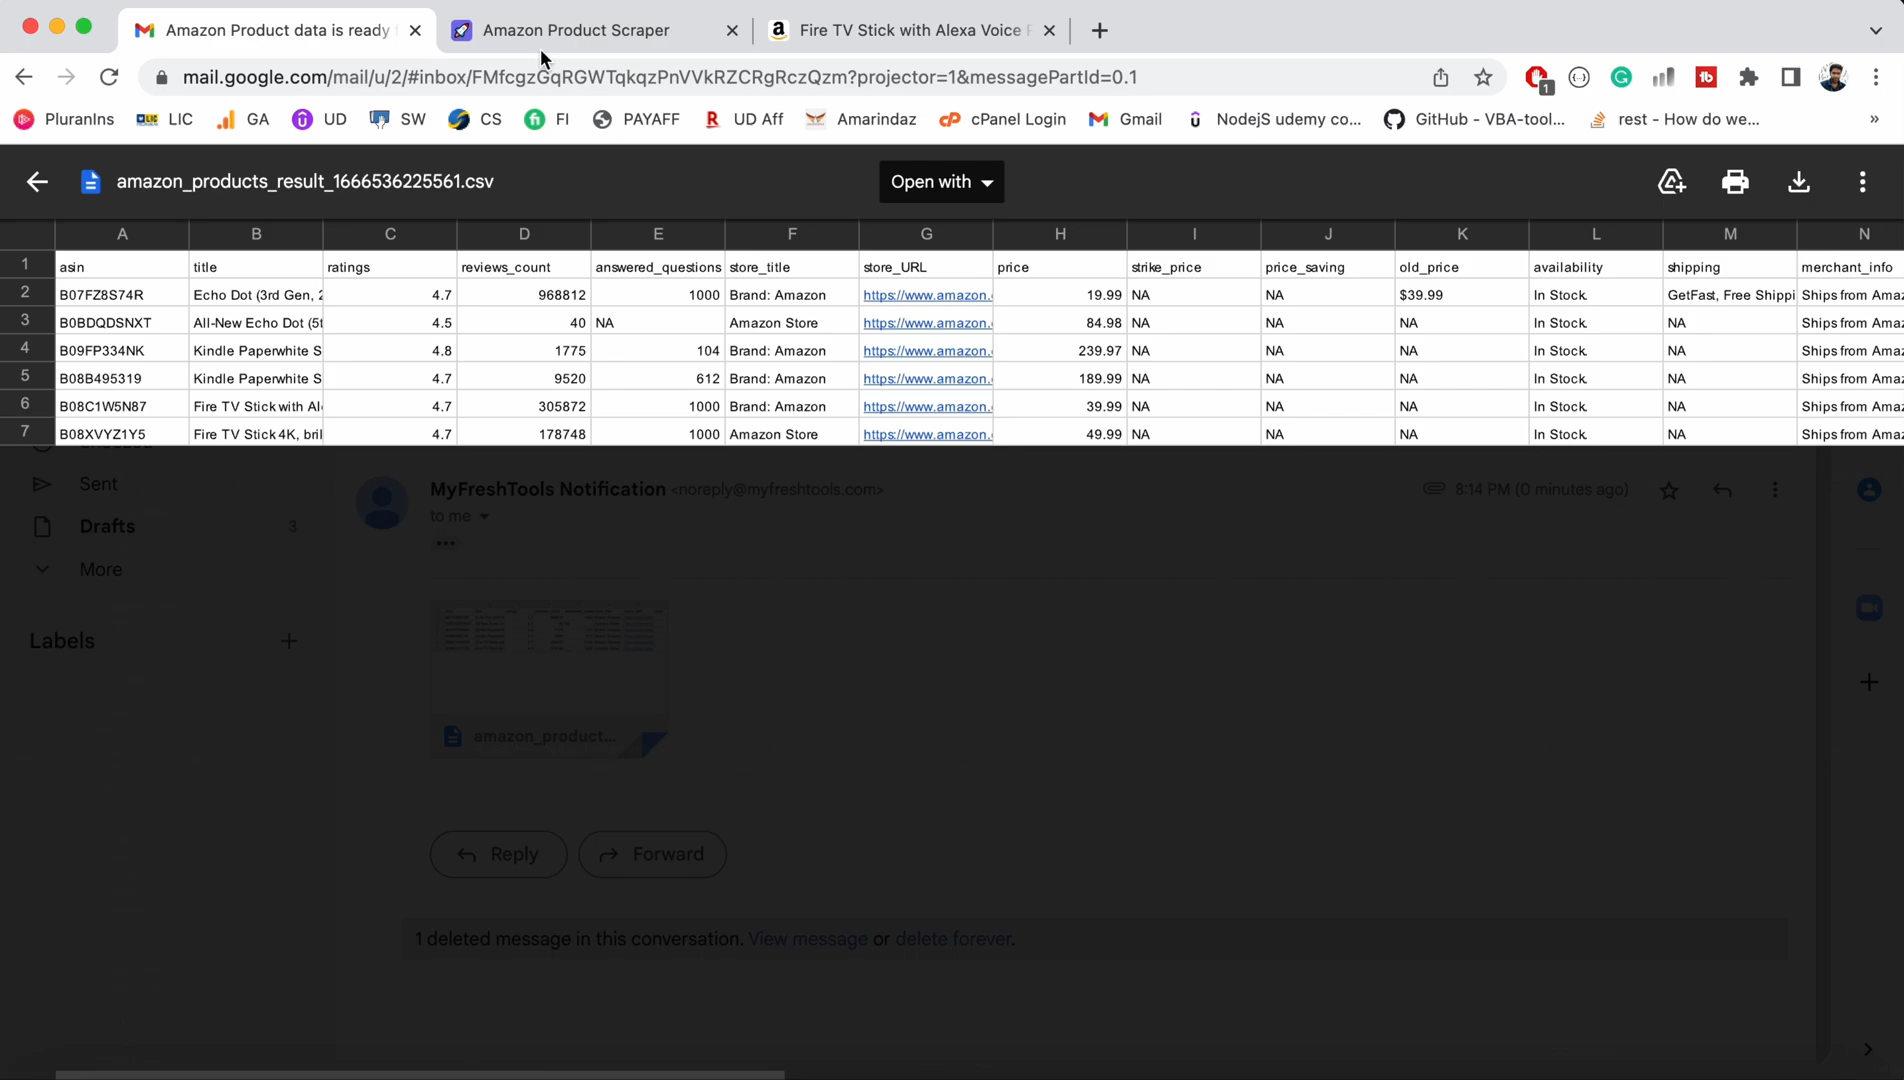 Amazon Product data is ready
Amazon Product Scraper
Fire TV Stick with Alexa Voice
mail.google.com/mail/u/2/#inbox/FMfcgzGqRGWTqkqzPnVVkRZCRgRczQzm?projector=1&messagePartId=0.1
PluranIns LIC GA UD SW CS FI PAYAFF UD Aff Amarindaz cPanel Login Gmail NodejS udemy co... GitHub - VBA-tool... rest - How do we... »
amazon_products_result_1666536225561.csv
Open with
A B C D E F G H I J K L M N
1 asin title ratings reviews_count answered_questions store_title store_URL price strike_price price_saving old_price availability shipping merchant_info
2 B07FZ8S74R Echo Dot (3rd Gen, 2 4.7 968812 1000 Brand: Amazon https://www.amazon. 19.99 NA NA $39.99 In Stock. GetFast, Free Shippi Ships from Amaz
3 B0BDQDSNXT All-New Echo Dot (5t 4.5 40 NA Amazon Store https://www.amazon. 84.98 NA NA NA In Stock. NA Ships from Amaz
4 B09FP334NK Kindle Paperwhite S 4.8 1775 104 Brand: Amazon https://www.amazon. 239.97 NA NA NA In Stock. NA Ships from Amaz
5 B08B495319 Kindle Paperwhite S 4.7 9520 612 Brand: Amazon https://www.amazon. 189.99 NA NA NA In Stock. NA Ships from Amaz
6 B08C1W5N87 Fire TV Stick with Al 4.7 305872 1000 Brand: Amazon https://www.amazon. 39.99 NA NA NA In Stock. NA Ships from Amaz
7 B08XVYZ1Y5 Fire TV Stick 4K, bril 4.7 178748 1000 Amazon Store https://www.amazon. 49.99 NA NA NA In Stock. NA Ships from Amaz
Sent
MyFreshTools Notification <noreply@myfreshtools.com>
8:14 PM (0 minutes ago)
to me
Drafts 3
More
Labels
amazon_product...
Reply
Forward
1 deleted message in this conversation. View message or delete forever.